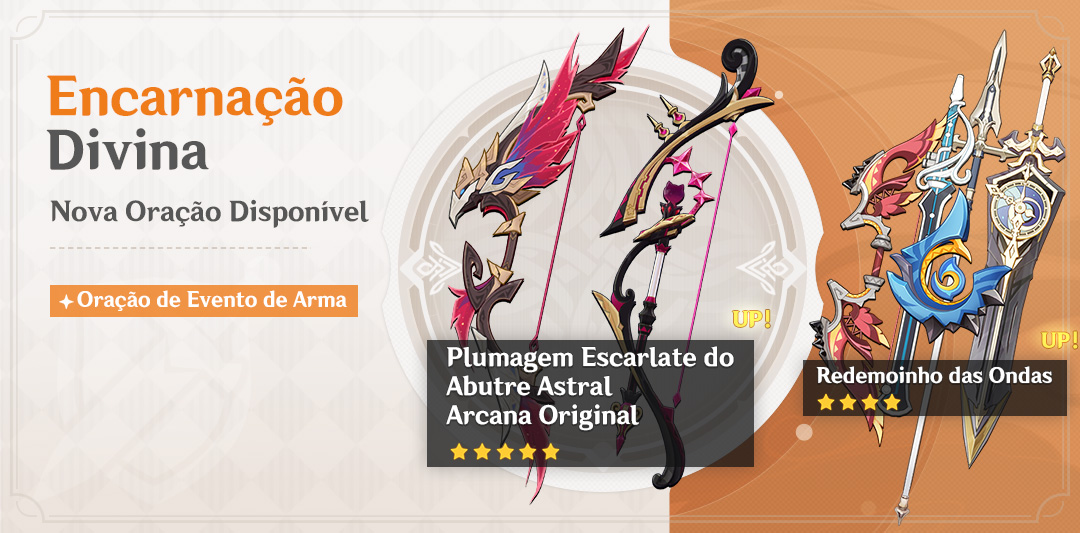 Encarnação
Divina
Nova Oração Disponível
Oração de Evento de Arma
UP!
Plumagem Escarlate do
Abutre Astral
Arcana Original
UP!
Redemoinho das Ondas